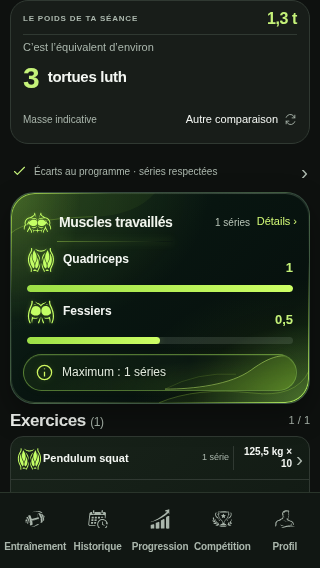 LE POIDS DE TA SÉANCE 1,3 t
C'est l'équivalent d'environ
3 tortues luth
Masse indicative Autre comparaison
Écarts au programme · séries respectées ›
Muscles travaillés 1 séries Détails ›
Quadriceps
1
Fessiers
0,5
Maximum : 1 séries
Exercices (1) 1 / 1
Pendulum squat 1 série 125,5 kg × 10 ›
Entraînement Historique Progression Compétition Profil